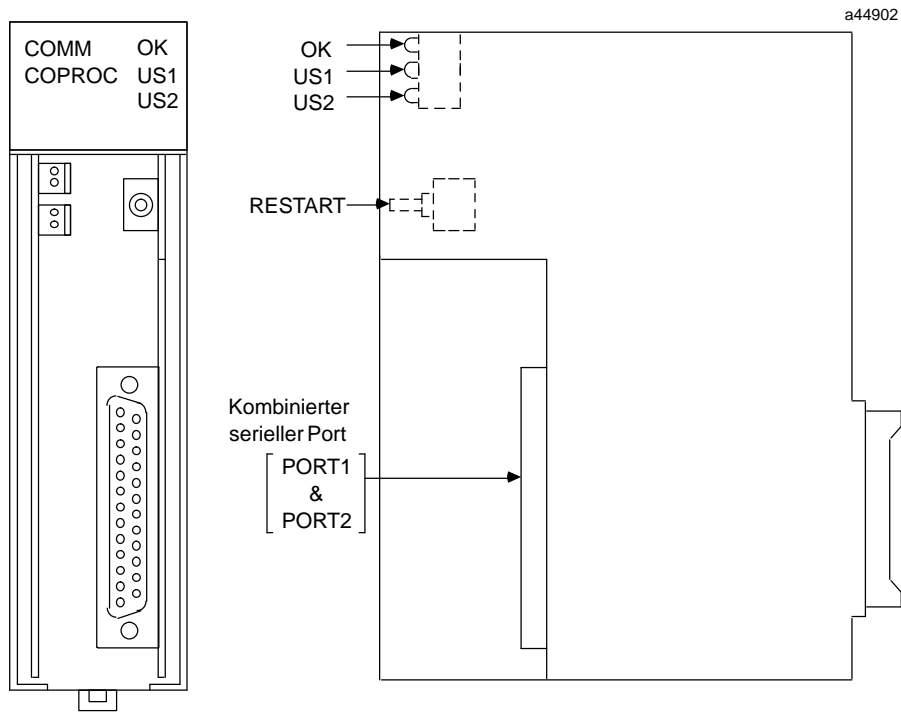 a44902
COMM OK
COPROC US1
US2
OK
US1
US2
RESTART
Kombinierter
serieller Port
PORT1
&
PORT2